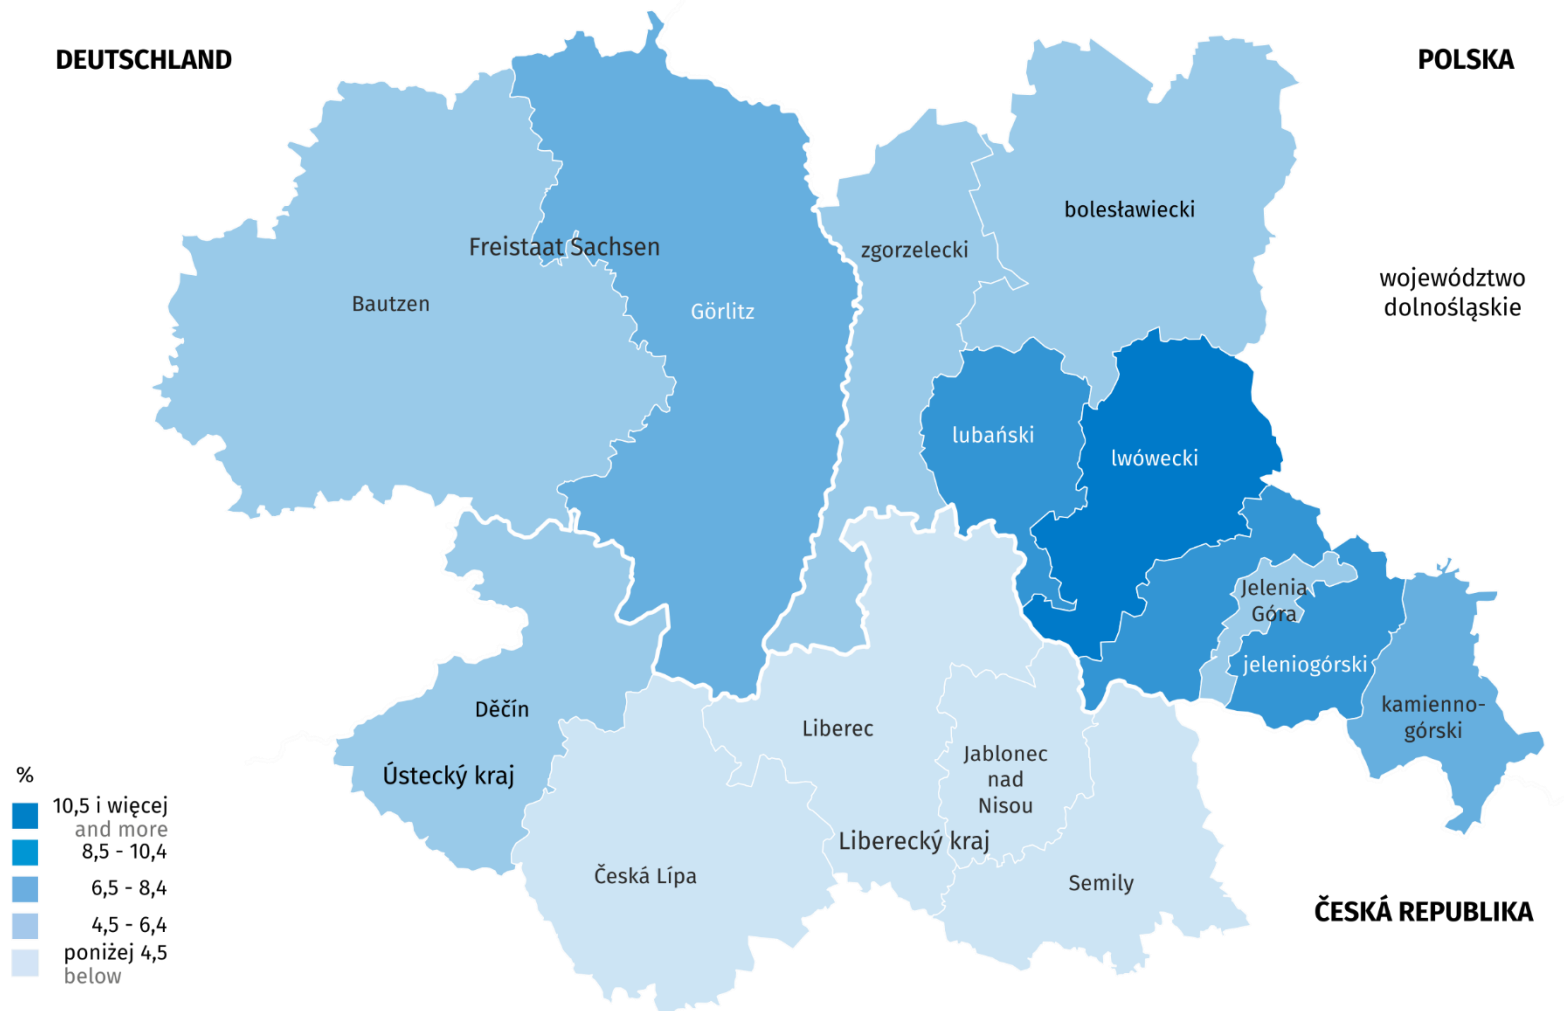 DEUTSCHLAND
POLSKA
bolesławiecki
Freistaat Sachsen
zgorzelecki
województwo
dolnośląskie
Bautzen
Görlitz
lubański
lwówecki
Jelenia
Góra
jeleniogórski
kamienno-
górski
Děčín
Liberec
Jablonec
nad
Nisou
Ústecký kraj
Liberecký kraj
Česká Lípa
Semily
ČESKÁ REPUBLIKA
%
10,5 i więcej
and more
8,5 - 10,4
6,5 - 8,4
4,5 - 6,4
poniżej 4,5
below